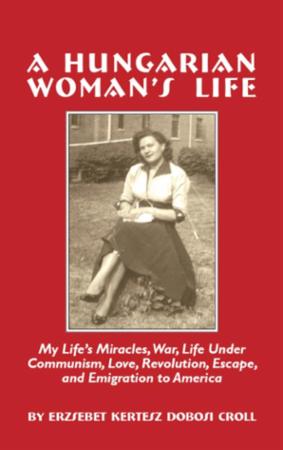 A HUNGARIAN
WOMAN'S LIFE
My Life's Miracles, War, Life Under
Communism, Love, Revolution, Escape,
and Emigration to America
BY ERZSEBET KERTESZ DOBOSI CROLL